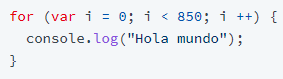 for (var i = 0; i < 850; i ++) {
  console.log("Hola mundo");
}